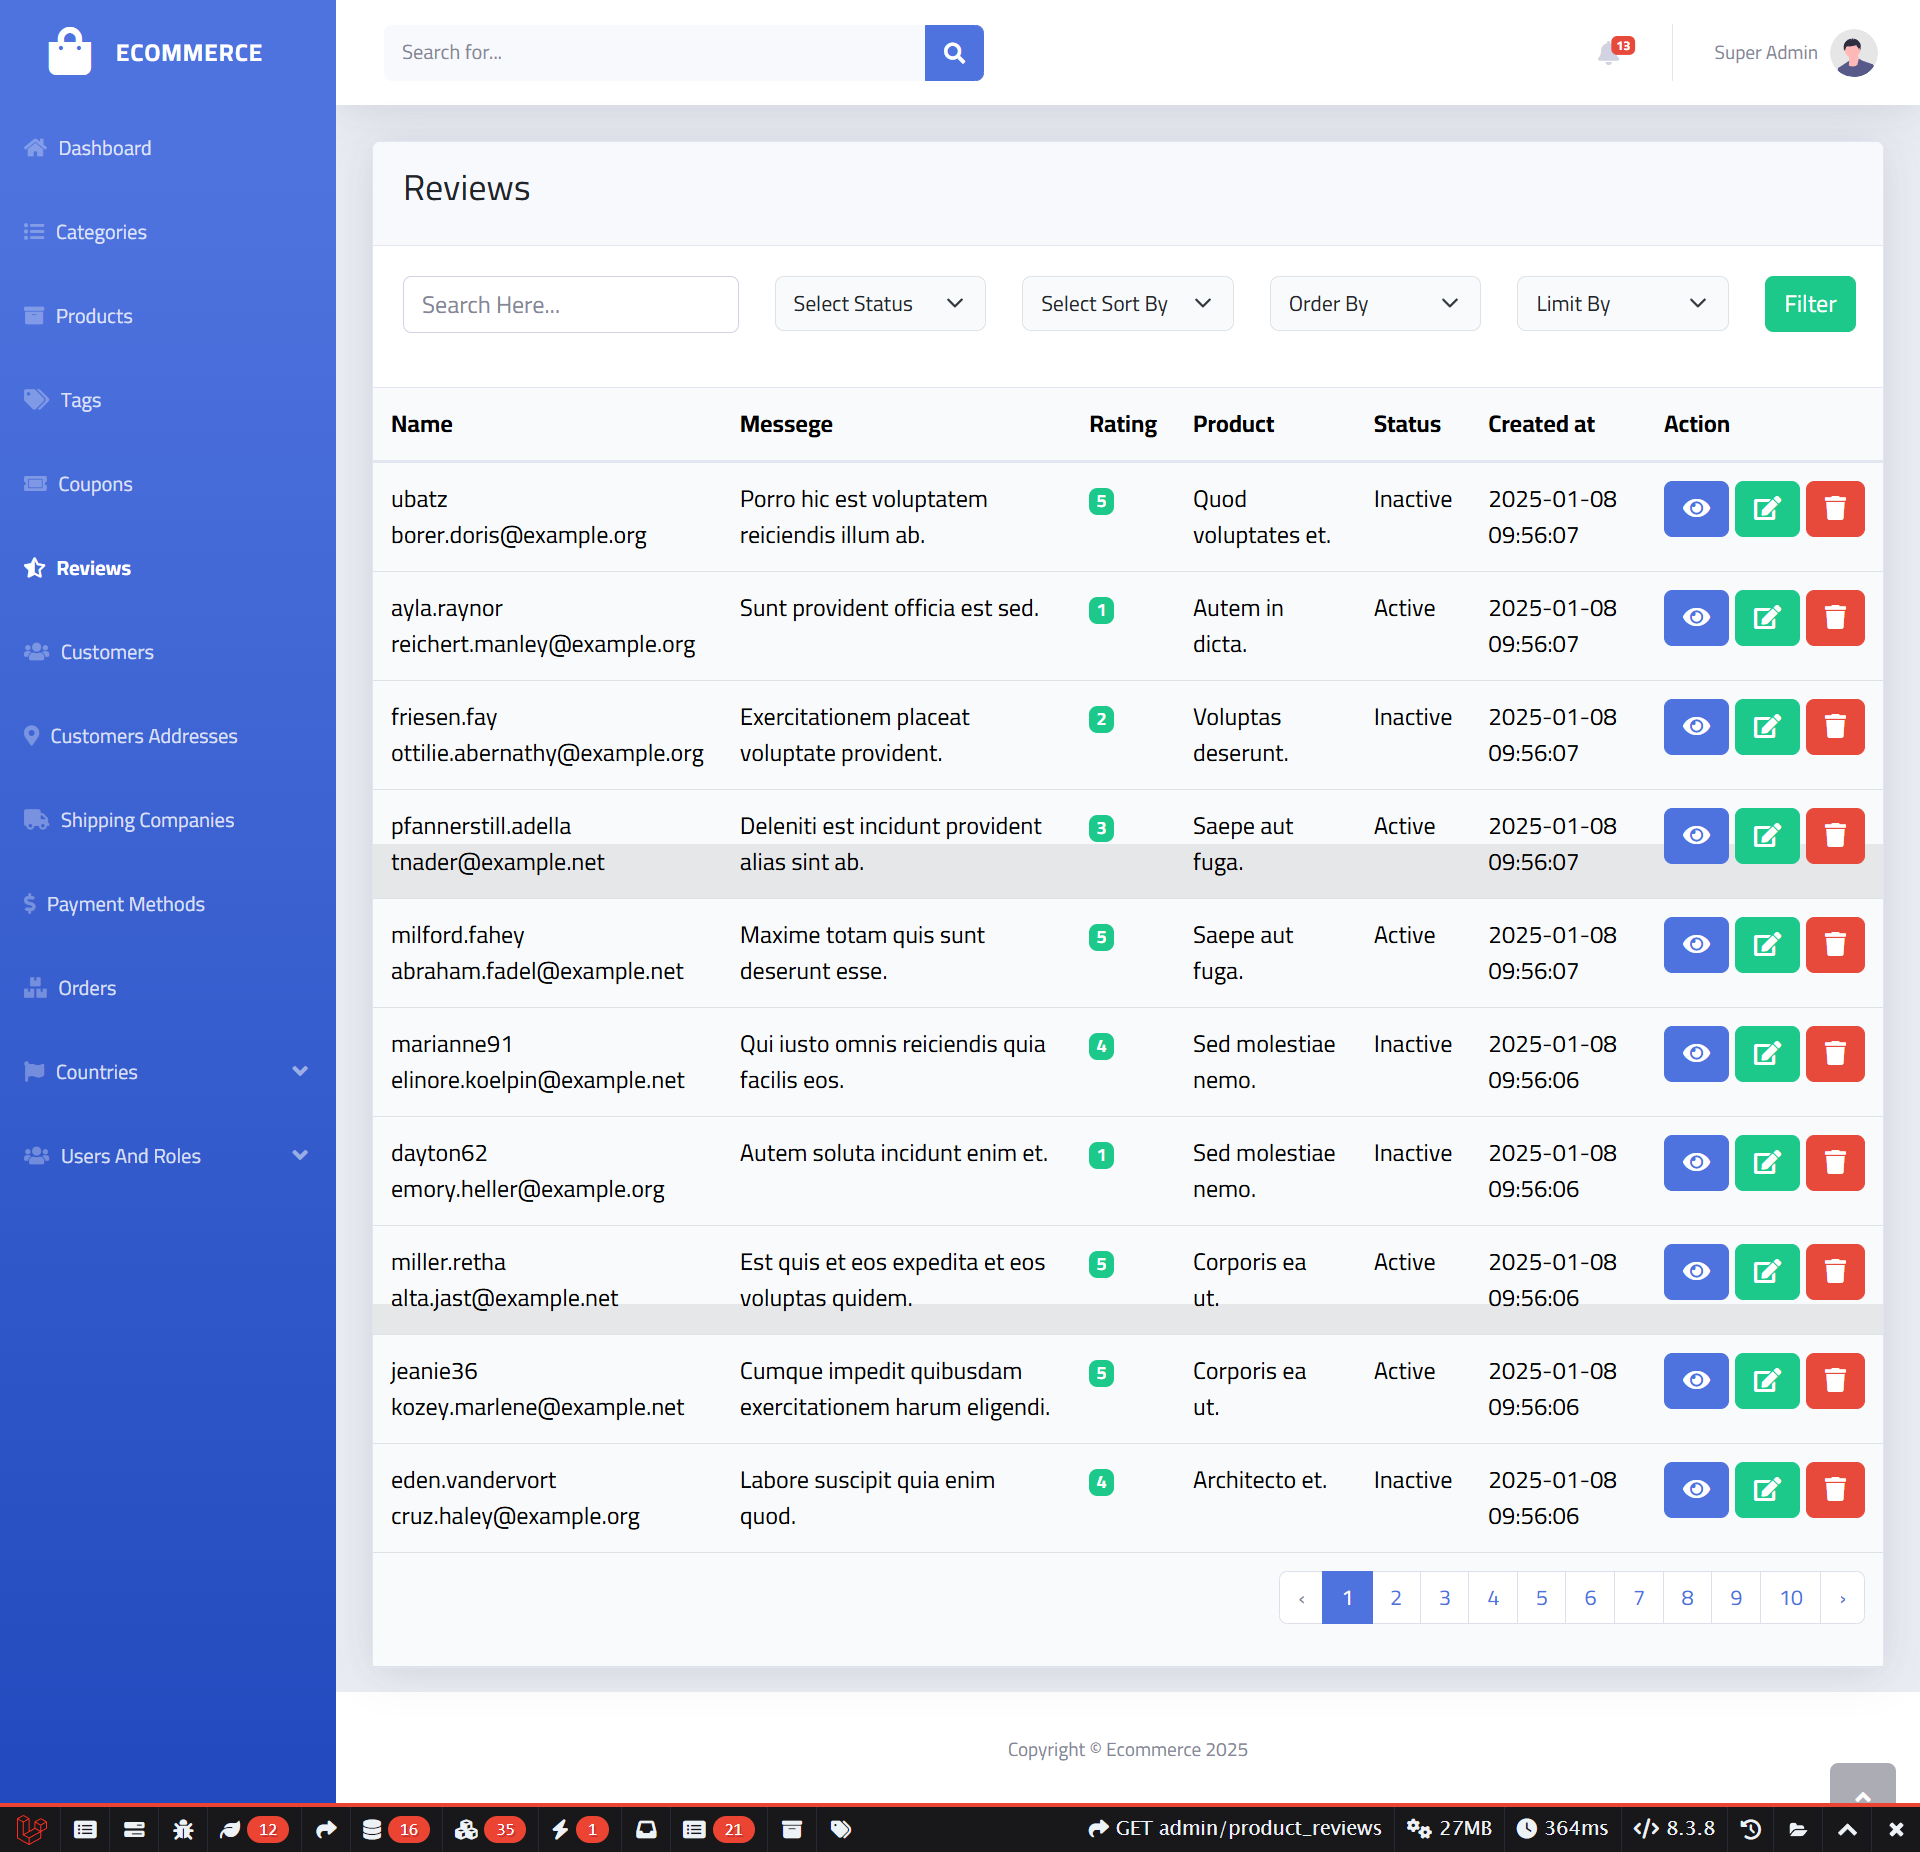 ECOMMERCE
Search for...
13
Super Admin
Dashboard
Categories
Products
Tags
Coupons
Reviews
Customers
Customers Addresses
Shipping Companies
Payment Methods
Orders
Countries
Users And Roles
Reviews
Search Here...
Select Status
Select Sort By
Order By
Limit By
Filter
Name Messege Rating Product Status Created at Action
ubatz Porro hic est voluptatem 5 Quod Inactive 2025-01-08
borer.doris@example.org reiciendis illum ab. voluptates et. 09:56:07
ayla.raynor Sunt provident officia est sed. 1 Autem in Active 2025-01-08
reichert.manley@example.org dicta. 09:56:07
friesen.fay Exercitationem placeat 2 Voluptas Inactive 2025-01-08
ottilie.abernathy@example.org voluptate provident. deserunt. 09:56:07
pfannerstill.adella Deleniti est incidunt provident 3 Saepe aut Active 2025-01-08
tnader@example.net alias sint ab. fuga. 09:56:07
milford.fahey Maxime totam quis sunt 5 Saepe aut Active 2025-01-08
abraham.fadel@example.net deserunt esse. fuga. 09:56:07
marianne91 Qui iusto omnis reiciendis quia 4 Sed molestiae Inactive 2025-01-08
elinore.koelpin@example.net facilis eos. nemo. 09:56:06
dayton62 Autem soluta incidunt enim et. 1 Sed molestiae Inactive 2025-01-08
emory.heller@example.org nemo. 09:56:06
miller.retha Est quis et eos expedita et eos 5 Corporis ea Active 2025-01-08
alta.jast@example.net voluptas quidem. ut. 09:56:06
jeanie36 Cumque impedit quibusdam 5 Corporis ea Active 2025-01-08
kozey.marlene@example.net exercitationem harum eligendi. ut. 09:56:06
eden.vandervort Labore suscipit quia enim 4 Architecto et. Inactive 2025-01-08
cruz.haley@example.org quod. 09:56:06
‹ 1 2 3 4 5 6 7 8 9 10 ›
Copyright © Ecommerce 2025
12 16 35 1 21 GET admin/product_reviews 27MB 364ms 8.3.8